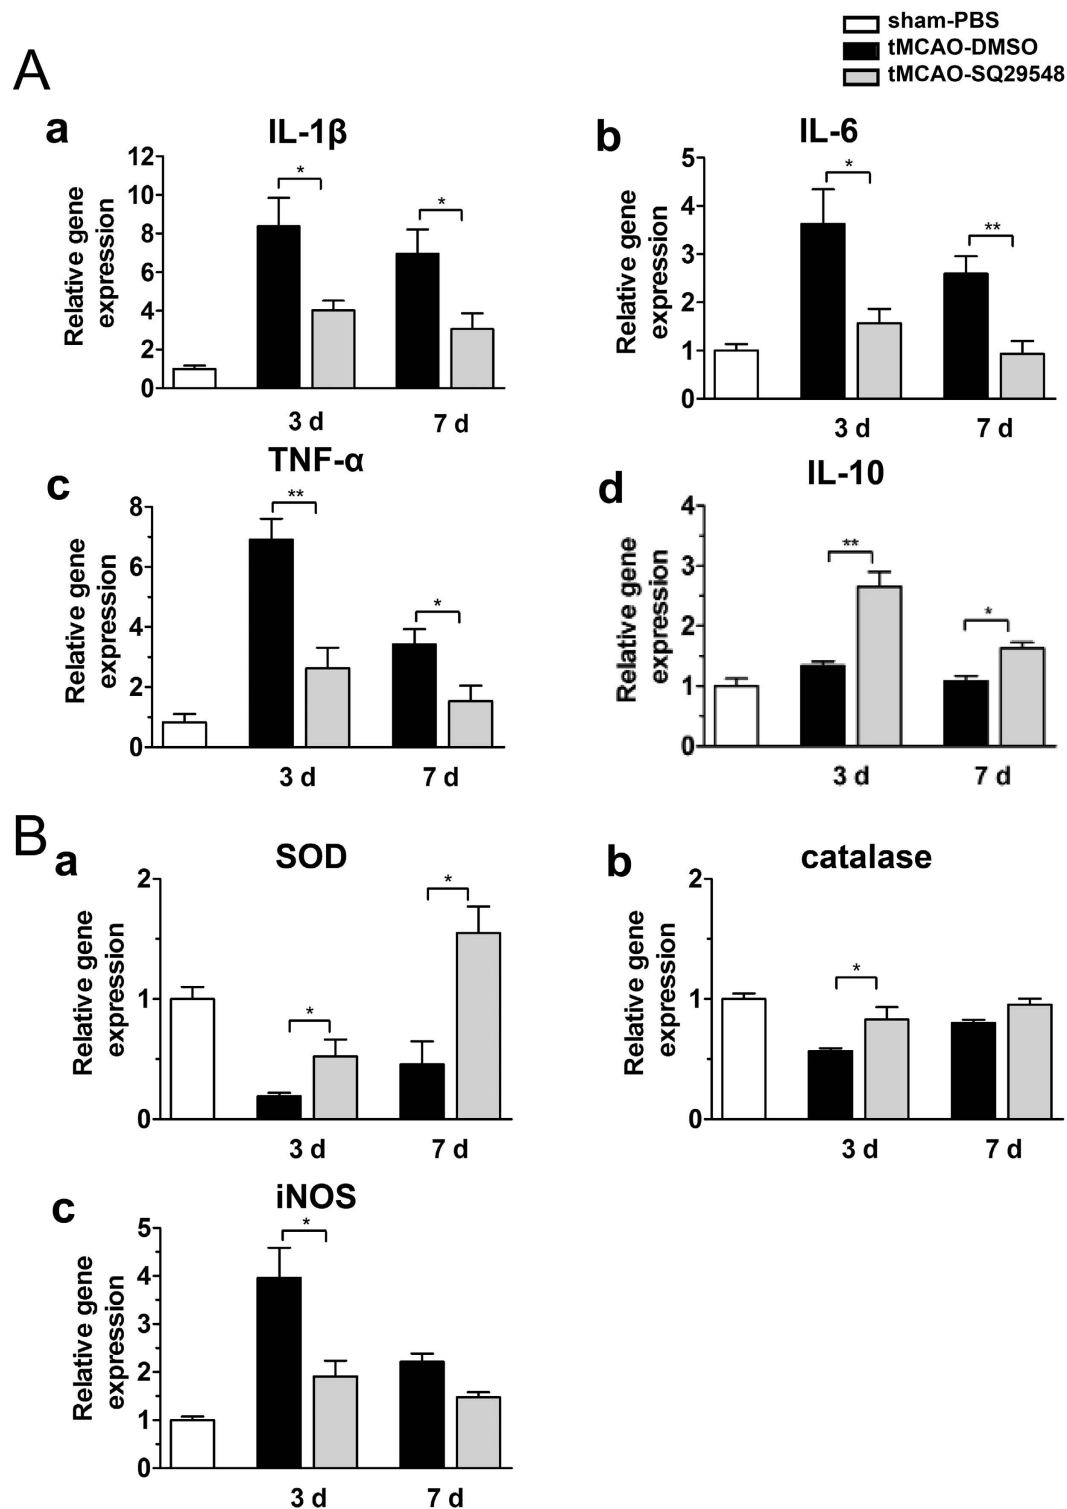 sham-PBS
tMCAO-DMSO
tMCAO-SQ29548
A
a
IL-1β
Relative gene
expression
12
10
8
6
4
2
0
*
*
3 d
7 d
b
IL-6
Relative gene
expression
5
4
3
2
1
0
*
**
3 d
7 d
c
TNF-α
Relative gene
expression
8
6
4
2
0
**
*
3 d
7 d
d
IL-10
Relative gene
expression
4
3
2
1
0
**
*
3 d
7 d
B
a
SOD
Relative gene
expression
2
1
0
*
*
3 d
7 d
b
catalase
Relative gene
expression
2
1
0
*
3 d
7 d
c
iNOS
Relative gene
expression
5
4
3
2
1
0
*
3 d
7 d